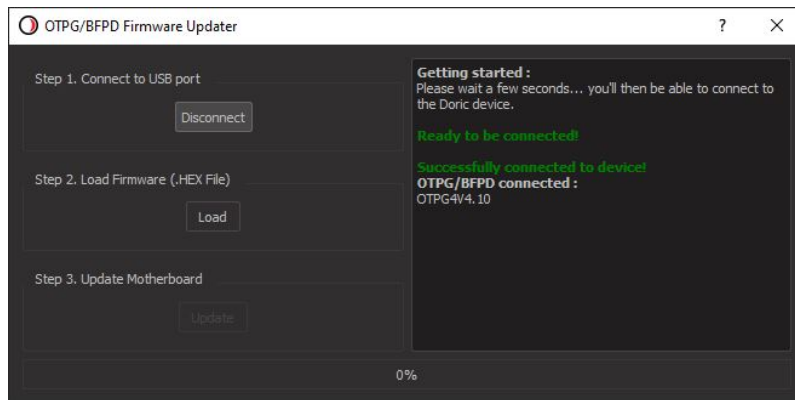 OTPG/BFPD Firmware Updater
Step 1. Connect to USB port
Disconnect
Step 2. Load Firmware (.HEX File)
Load
Step 3. Update Motherboard
Update
Getting started :
Please wait a few seconds... you'll then be able to connect to
the Doric device.
Ready to be connected!
Successfully connected to device!
OTPG/BFPD connected :
OTPG4V4.10
0%